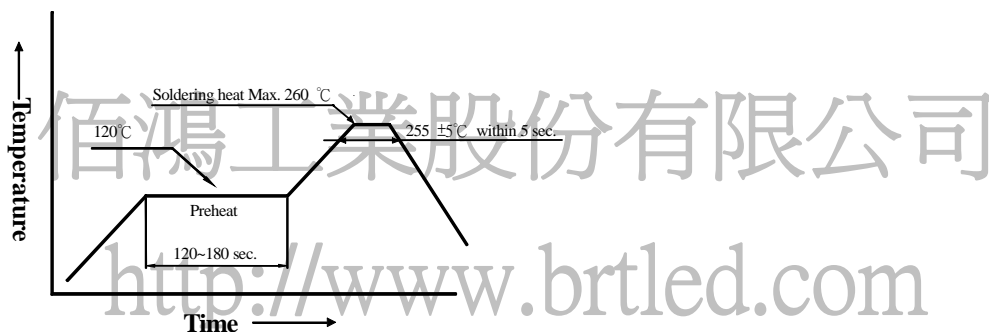 Temperature
Soldering heat Max. 260 ℃
120℃
255 ±5℃ within 5 sec.
佰鴻工業股份有限公司
Preheat
120~180 sec.
http://www.brtled.com
Time